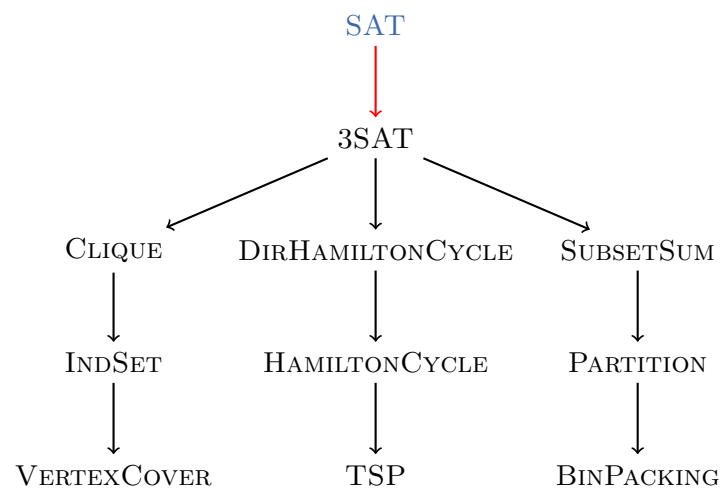 SAT
3SAT
CLIQUE DIRHAMILTONCYCLE SUBSETSUM
INDSET HAMILTONCYCLE PARTITION
VERTEXCOVER TSP BINPACKING